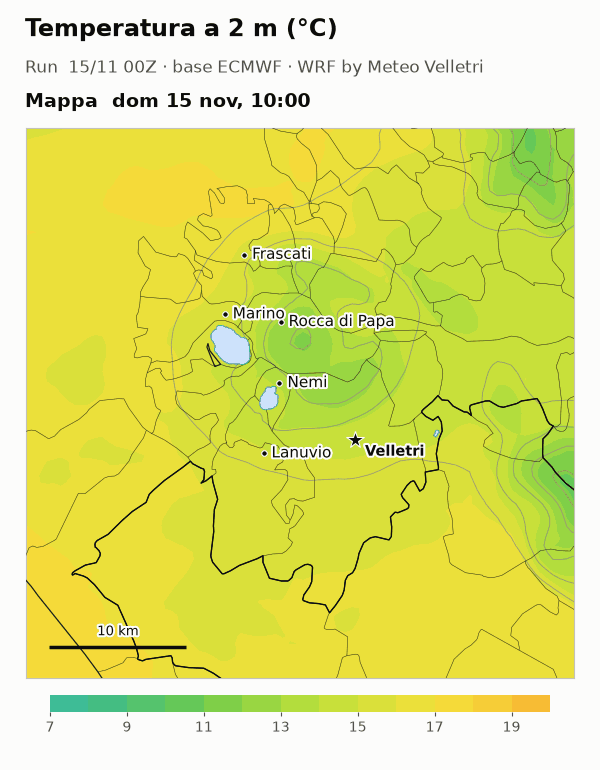 Temperatura a 2 m (°C)
Run 15/11 00Z · base ECMWF · WRF by Meteo Velletri
Mappa dom 15 nov, 10:00
Frascati
Marino
Rocca di Papa
Nemi
Velletri
Lanuvio
10 km
7 9 11 13 15 17 19